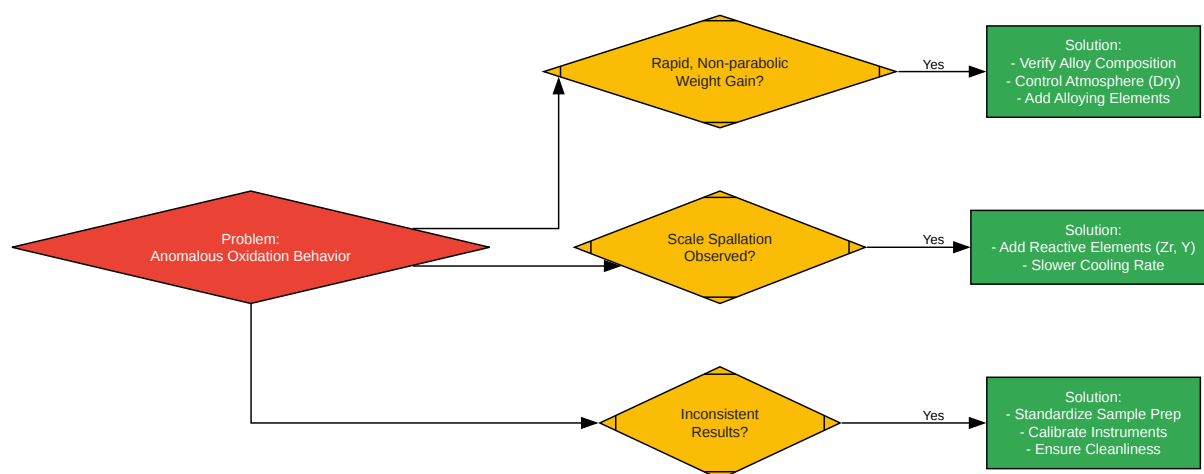 Rapid, Non-parabolic
Weight Gain?
Yes
Solution:
- Verify Alloy Composition
- Control Atmosphere (Dry)
- Add Alloying Elements
Problem:
Anomalous Oxidation Behavior
Scale Spallation
Observed?
Yes
Solution:
- Add Reactive Elements (Zr, Y)
- Slower Cooling Rate
Inconsistent
Results?
Yes
Solution:
- Standardize Sample Prep
- Calibrate Instruments
- Ensure Cleanliness